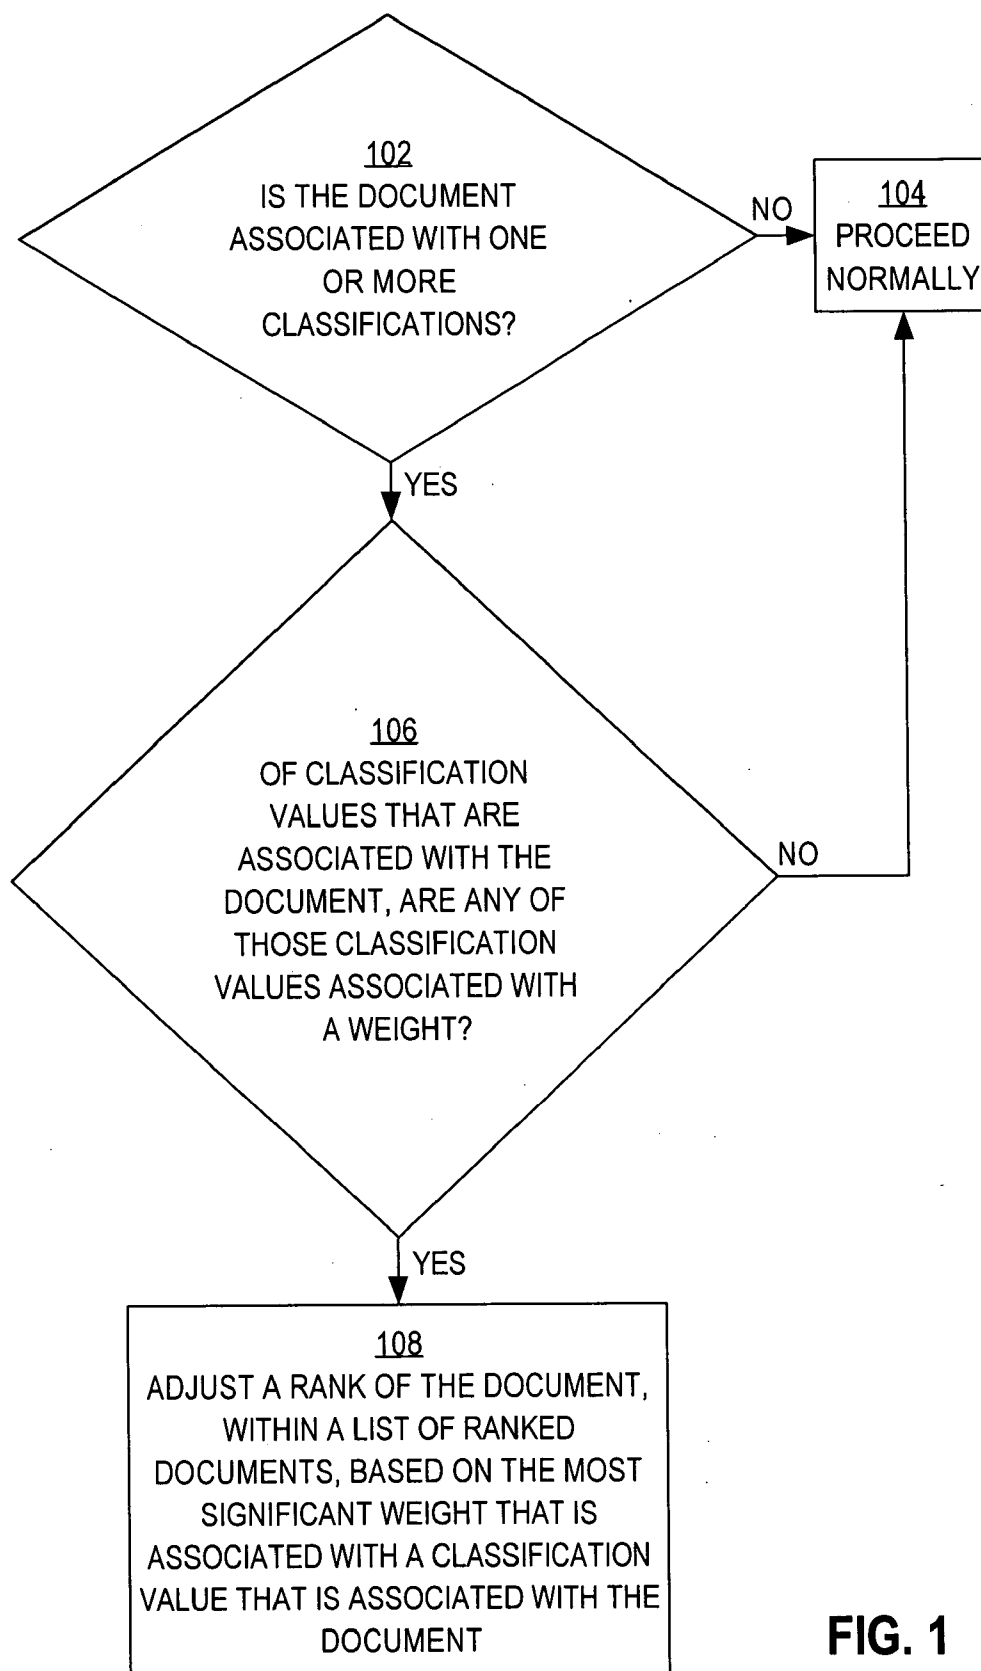 102
IS THE DOCUMENT
ASSOCIATED WITH ONE
OR MORE
CLASSIFICATIONS?
NO
104
PROCEED
NORMALLY
YES
106
OF CLASSIFICATION
VALUES THAT ARE
ASSOCIATED WITH THE
DOCUMENT, ARE ANY OF
THOSE CLASSIFICATION
VALUES ASSOCIATED WITH
A WEIGHT?
NO
YES
108
ADJUST A RANK OF THE DOCUMENT,
WITHIN A LIST OF RANKED
DOCUMENTS, BASED ON THE MOST
SIGNIFICANT WEIGHT THAT IS
ASSOCIATED WITH A CLASSIFICATION
VALUE THAT IS ASSOCIATED WITH THE
DOCUMENT
FIG. 1